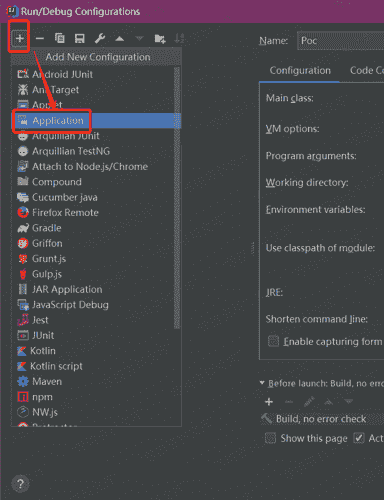 Run/Debug Configurations
Name: Poc
Add New Configuration
Android JUnit
Ant Target
Applet
Application
Arquillian JUnit
Arquillian TestNG
Attach to Node.js/Chrome
Compound
Cucumber java
Firefox Remote
Gradle
Griffon
Grunt.js
Gulp.js
JAR Application
JavaScript Debug
Jest
JUnit
Kotlin
Kotlin script
Maven
npm
NW.js
Configuration
Code Co
Main class:
VM options:
Program arguments:
Working directory:
Environment variables:
Use classpath of module:
JRE:
Shorten command line:
Enable capturing form
Before launch: Build, no erro
Build, no error check
Show this page
Act
?